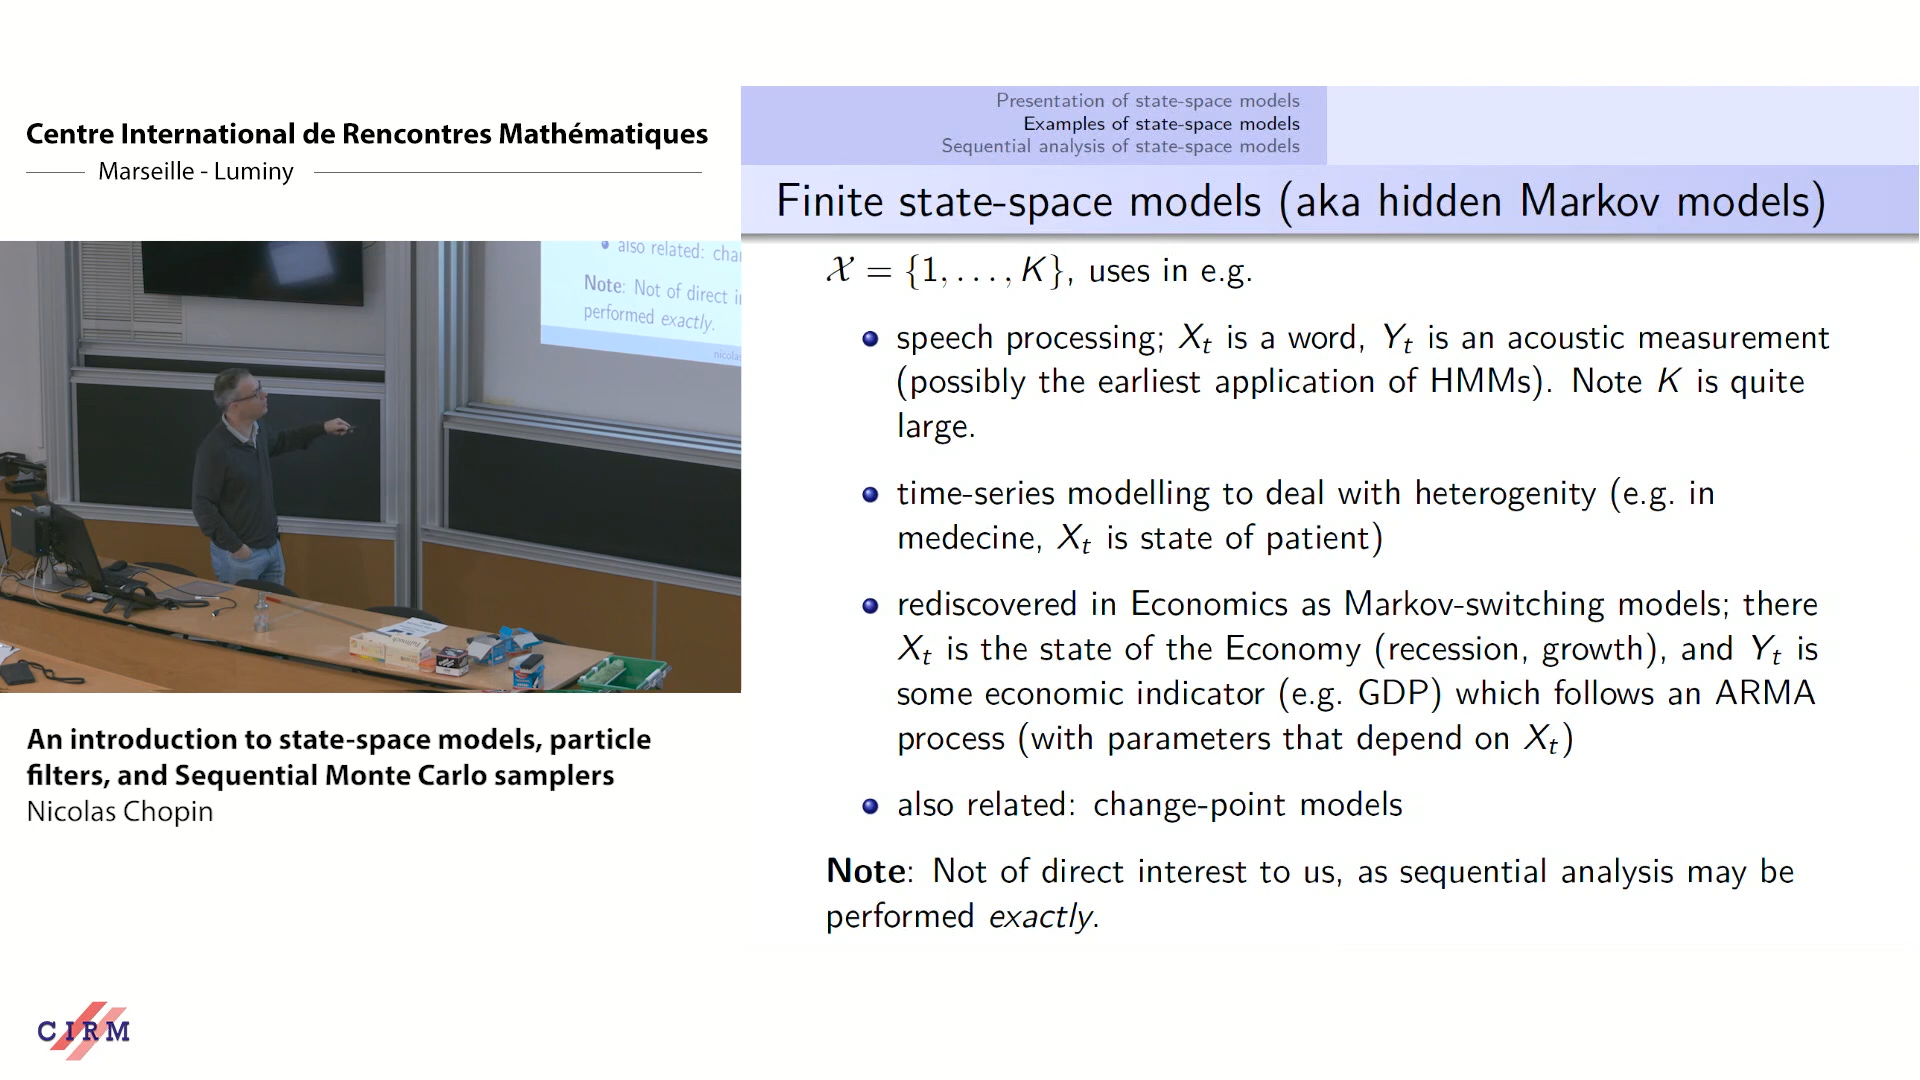 Centre International de Rencontres Mathématiques
Marseille - Luminy
also related: cha
Note: Not of direct i
performed exactly.
nicolas
An introduction to state-space models, particle
filters, and Sequential Monte Carlo samplers
Nicolas Chopin
CIRM
Presentation of state-space models
Examples of state-space models
Sequential analysis of state-space models
Finite state-space models (aka hidden Markov models)
𝒳 = {1, . . . , K}, uses in e.g.
speech processing; Xₜ is a word, Yₜ is an acoustic measurement
(possibly the earliest application of HMMs). Note K is quite
large.
time-series modelling to deal with heterogenity (e.g. in
medecine, Xₜ is state of patient)
rediscovered in Economics as Markov-switching models; there
Xₜ is the state of the Economy (recession, growth), and Yₜ is
some economic indicator (e.g. GDP) which follows an ARMA
process (with parameters that depend on Xₜ)
also related: change-point models
Note: Not of direct interest to us, as sequential analysis may be
performed exactly.